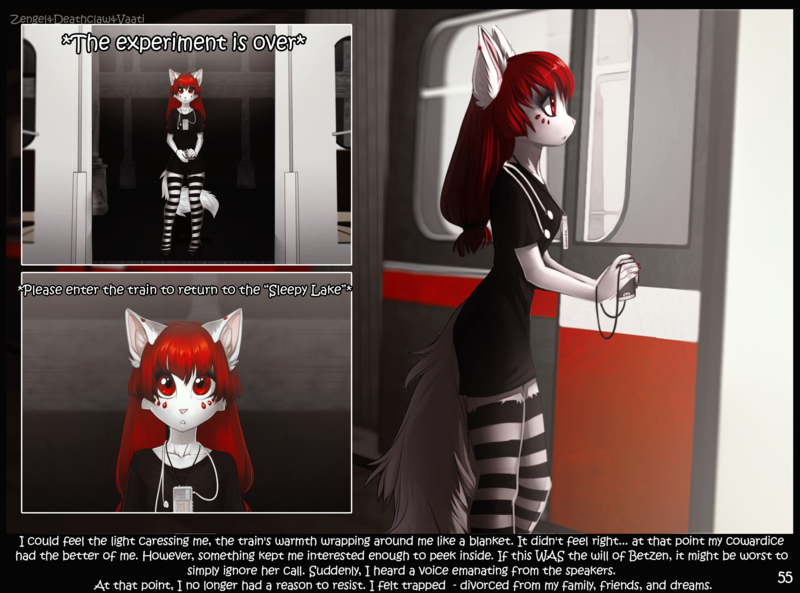 Zengel4DeathClaw4Vaati
*The experiment is over*
*Please enter the train to return to the "Sleepy Lake"*
I could feel the light caressing me, the train's warmth wrapping around me like a blanket. It didn't feel right... at that point my cowardice
had the better of me. However, something kept me interested enough to peek inside. If this WAS the will of Betzen, it might be worst to
simply ignore her call. Suddenly, I heard a voice emanating from the speakers.
At that point, I no longer had a reason to resist. I felt trapped - divorced from my family, friends, and dreams.
55